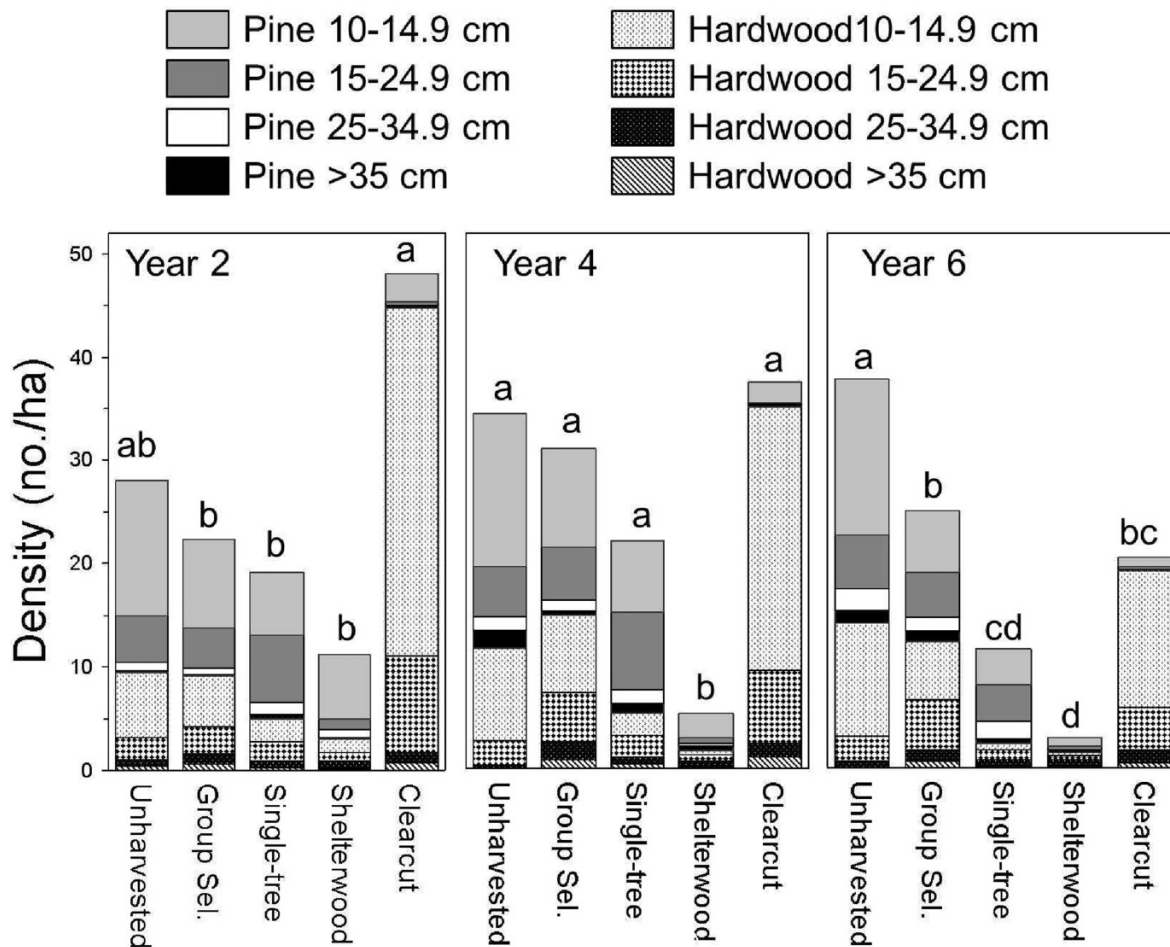 Pine 10-14.9 cm
Pine 15-24.9 cm
Pine 25-34.9 cm
Pine >35 cm
Hardwood10-14.9 cm
Hardwood 15-24.9 cm
Hardwood 25-34.9 cm
Hardwood >35 cm
Density (no./ha)
50
40
30
20
10
0
Year 2
ab
b
b
b
a
Unharvested
Group Sel.
Single-tree
Shelterwood
Clearcut
Year 4
a
a
a
b
a
Unharvested
Group Sel.
Single-tree
Shelterwood
Clearcut
Year 6
a
b
cd
d
bc
Unharvested
Group Sel.
Single-tree
Shelterwood
Clearcut